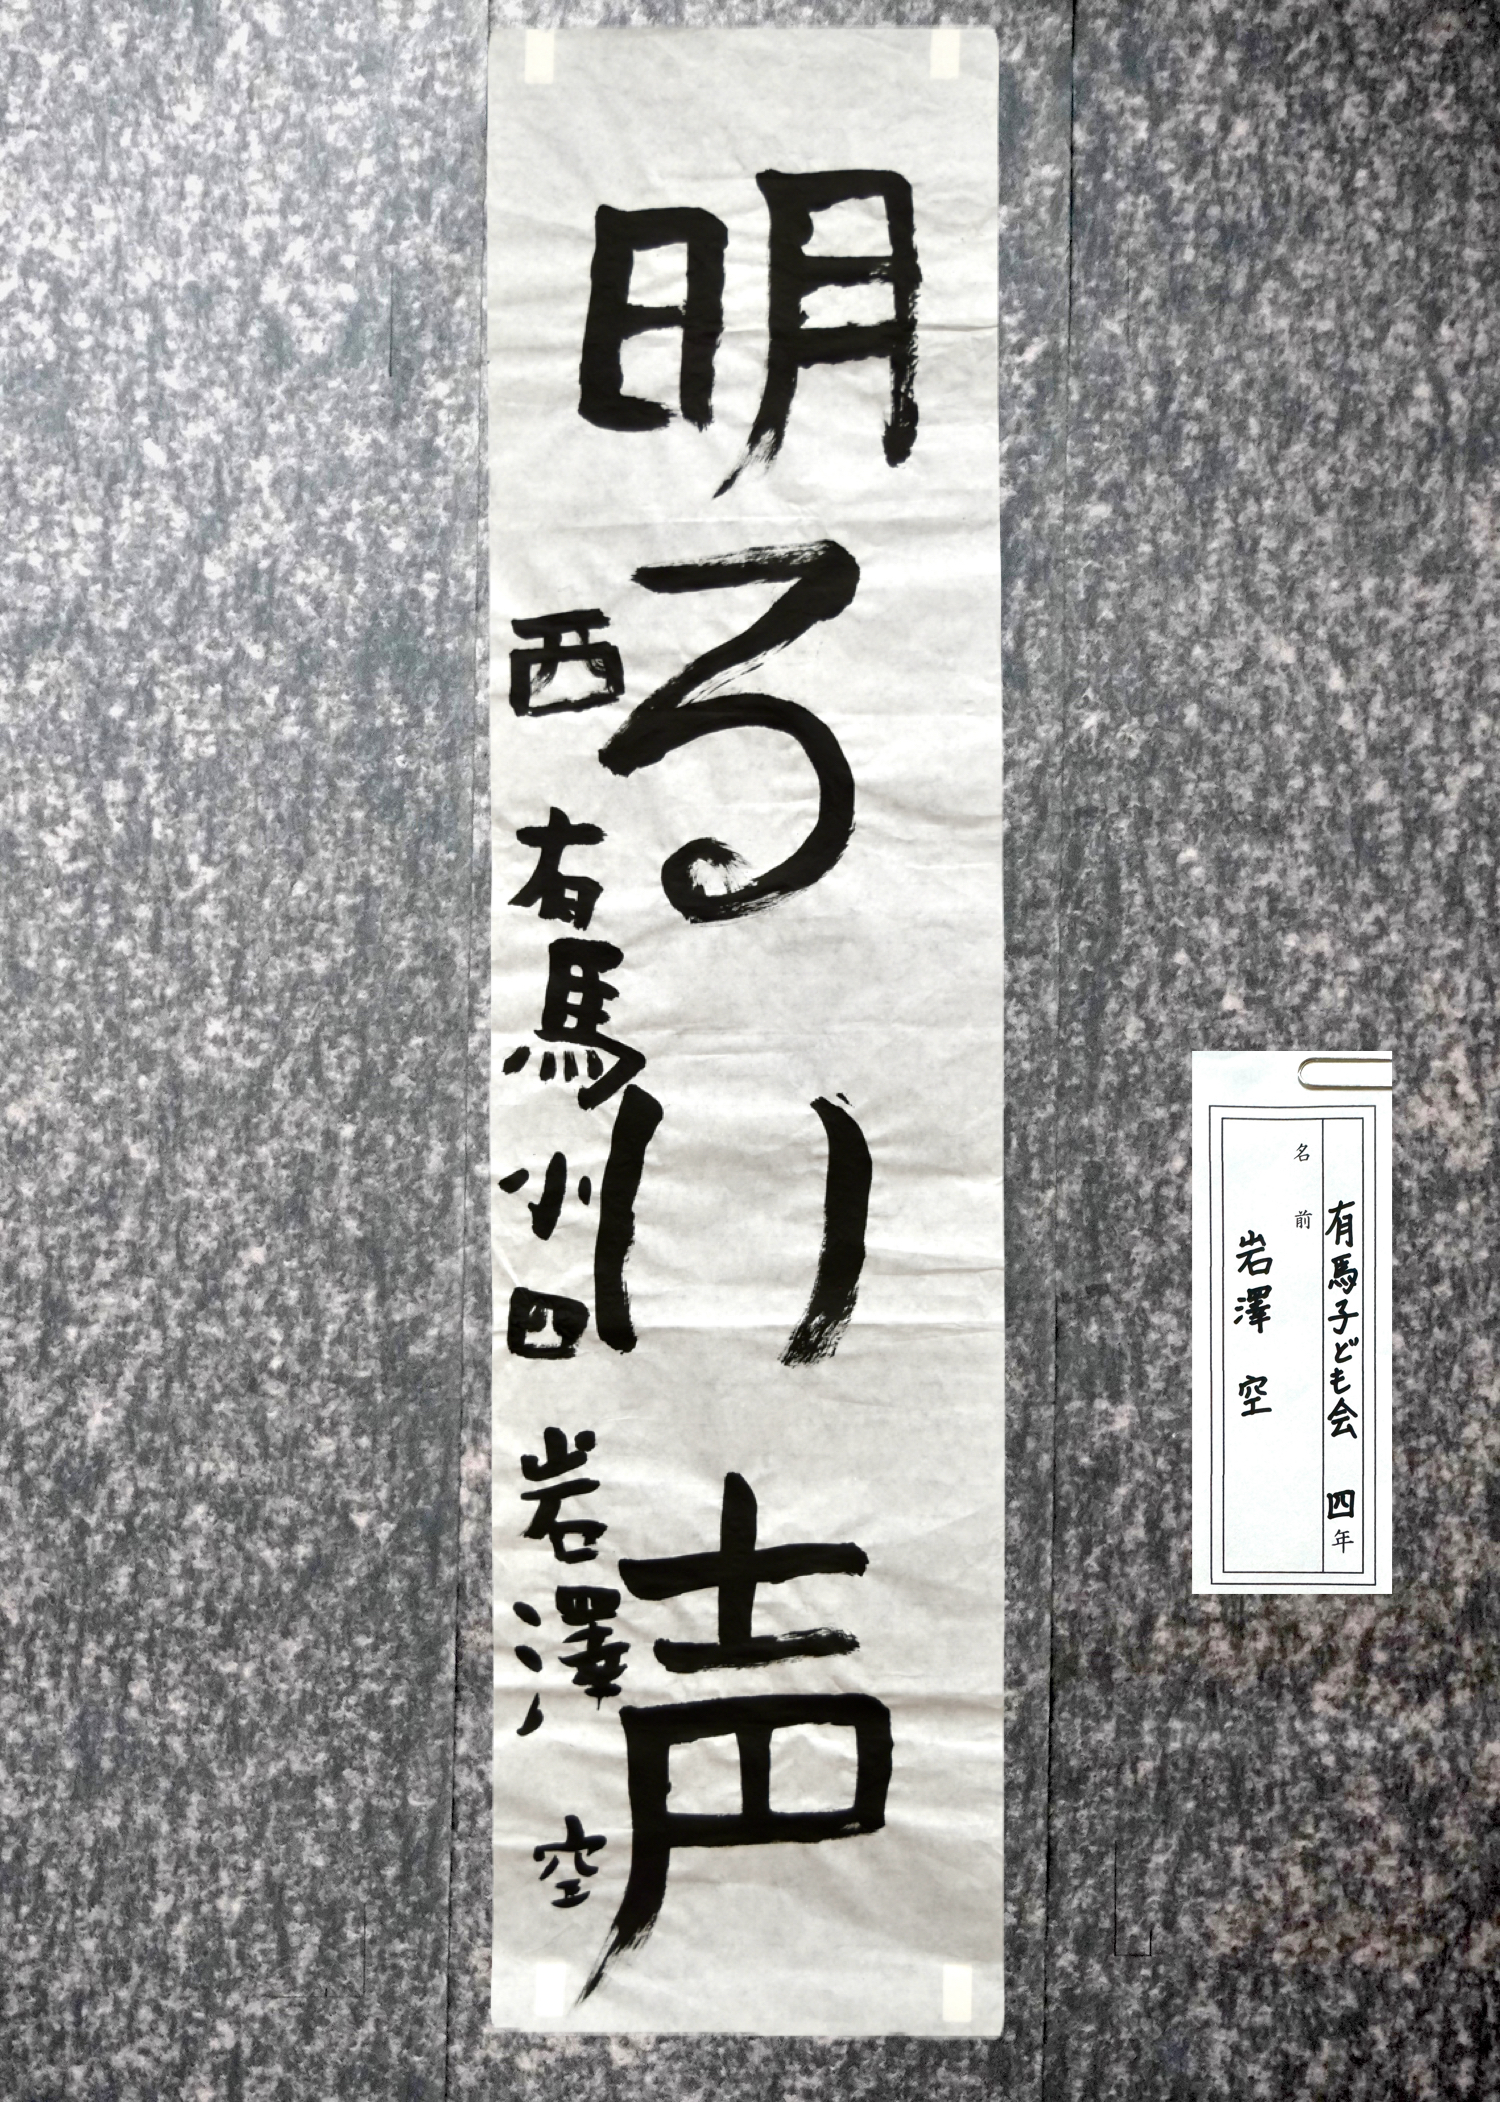 明るい声
西 有馬小四 岩澤 空
有馬子ども会 四年
名前
岩澤 空